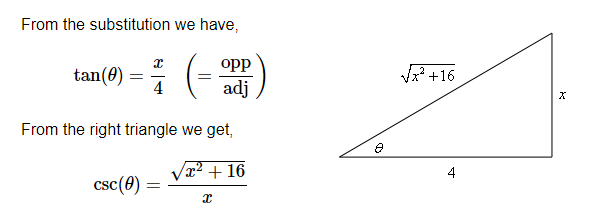 From the substitution we have,
tan(θ) = x/4 (= opp/adj)
From the right triangle we get,
csc(θ) = √(x² + 16)/x
√(x² +16)
x
θ
4